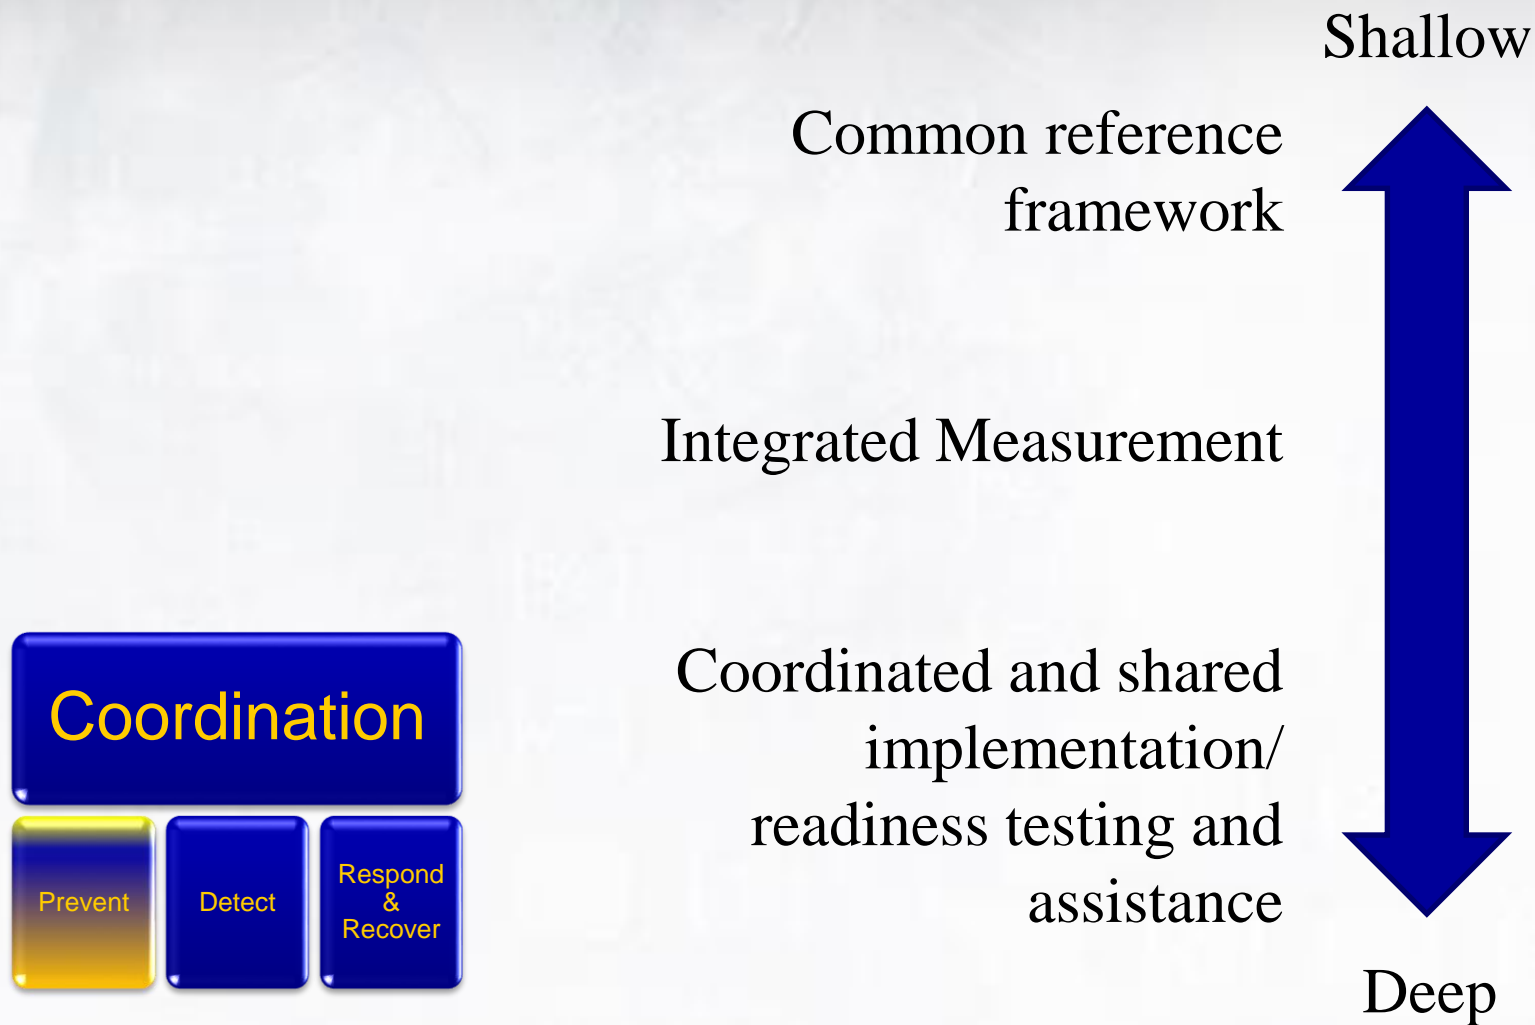 Shallow
Common reference
framework
Integrated Measurement
Coordinated and shared
implementation/
readiness testing and
assistance
Deep
Coordination
Prevent
Detect
Respond
&
Recover